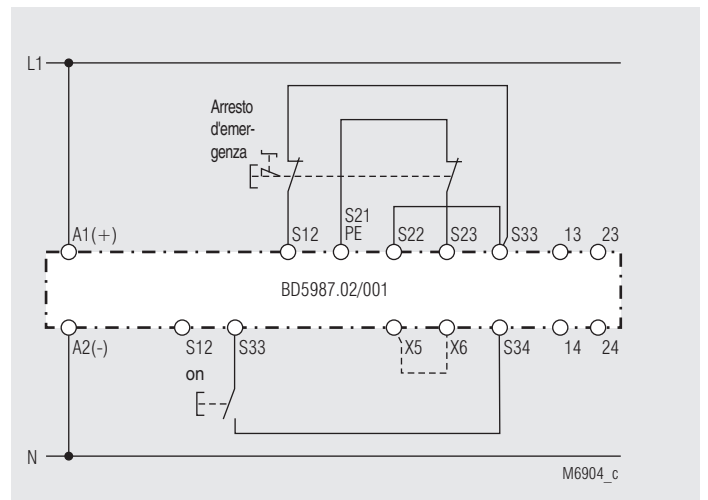 L1
Arresto
d'emer-
genza
A1(+)
S12
S21
PE
S22
S23
S33
13
23
BD5987.02/001
A2(-)
S12
S33
X5
X6
S34
14
24
on
N
M6904_c